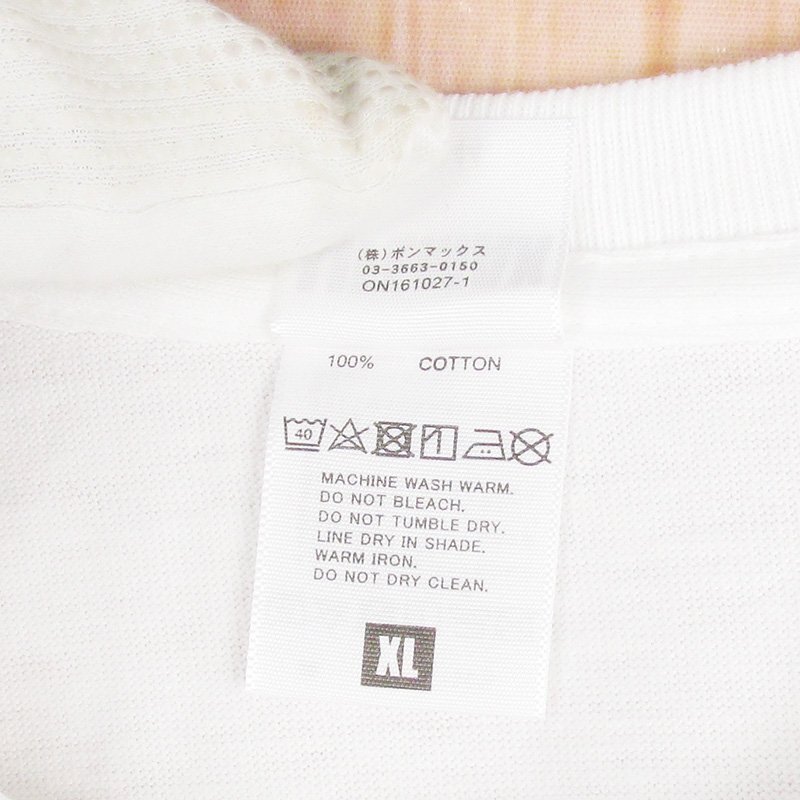 (株)ボンマックス
03-3663-0150
ON161027-1
100% COTTON
40
MACHINE WASH WARM.
DO NOT BLEACH.
DO NOT TUMBLE DRY.
LINE DRY IN SHADE.
WARM IRON.
DO NOT DRY CLEAN.
XL